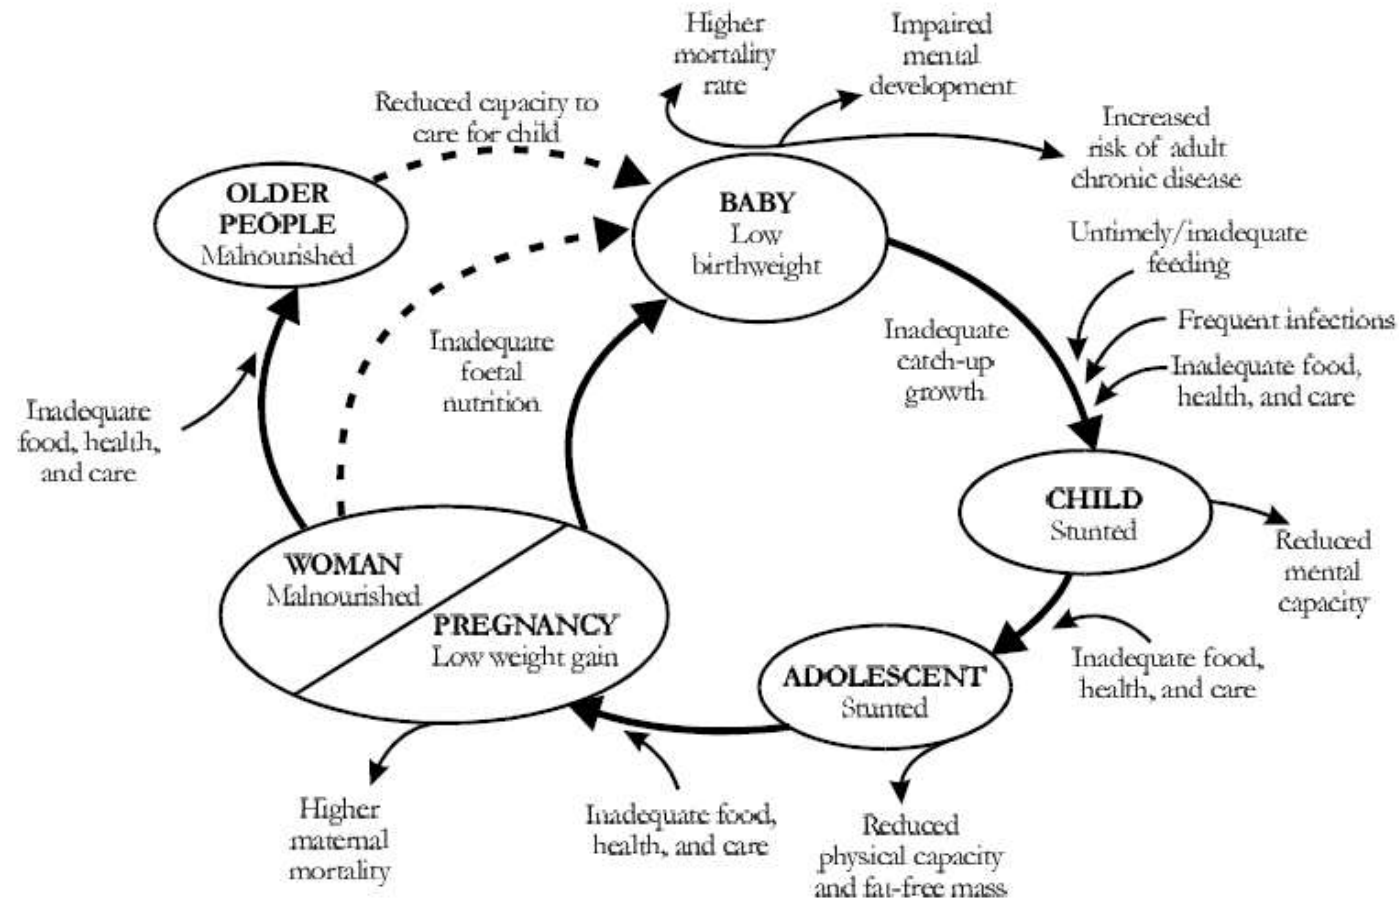 Higher
mortality
rate
Impaired
mental
development
Reduced capacity to
care for child
Increased
risk of adult
chronic disease
OLDER
PEOPLE
Malnourished
BABY
Low
birthweight
Untimely/inadequate
feeding
Frequent infections
Inadequate food,
health, and care
Inadequate
catch-up
growth
Inadequate
foetal
nutrition
Inadequate
food, health,
and care
CHILD
Stunted
Reduced
mental
capacity
WOMAN
Malnourished
PREGNANCY
Low weight gain
ADOLESCENT
Stunted
Inadequate food,
health, and care
Higher
maternal
mortality
Inadequate food,
health, and care
Reduced
physical capacity
and fat-free mass